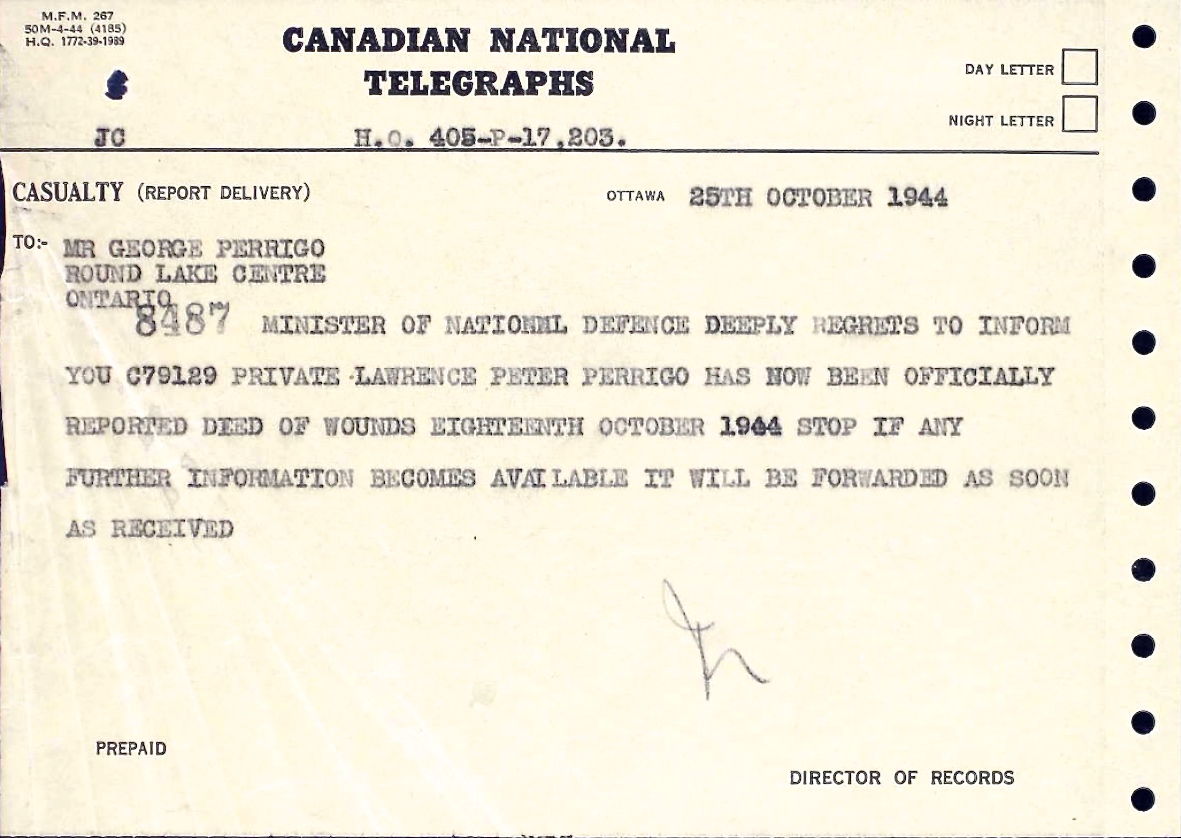 M.F.M. 267
50M-4-44 (4185)
H.Q. 1772-39-1989
CANADIAN NATIONAL
TELEGRAPHS
DAY LETTER
NIGHT LETTER
JC H.Q. 405-P-17,203.
CASUALTY (REPORT DELIVERY) OTTAWA 25TH OCTOBER 1944
TO:- MR GEORGE PERRIGO
ROUND LAKE CENTRE
ONTARIO
8487 MINISTER OF NATIONAL DEFENCE DEEPLY REGRETS TO INFORM
YOU C79129 PRIVATE LAWRENCE PETER PERRIGO HAS NOW BEEN OFFICIALLY
REPORTED DIED OF WOUNDS EIGHTEENTH OCTOBER 1944 STOP IF ANY
FURTHER INFORMATION BECOMES AVAILABLE IT WILL BE FORWARDED AS SOON
AS RECEIVED
PREPAID
DIRECTOR OF RECORDS